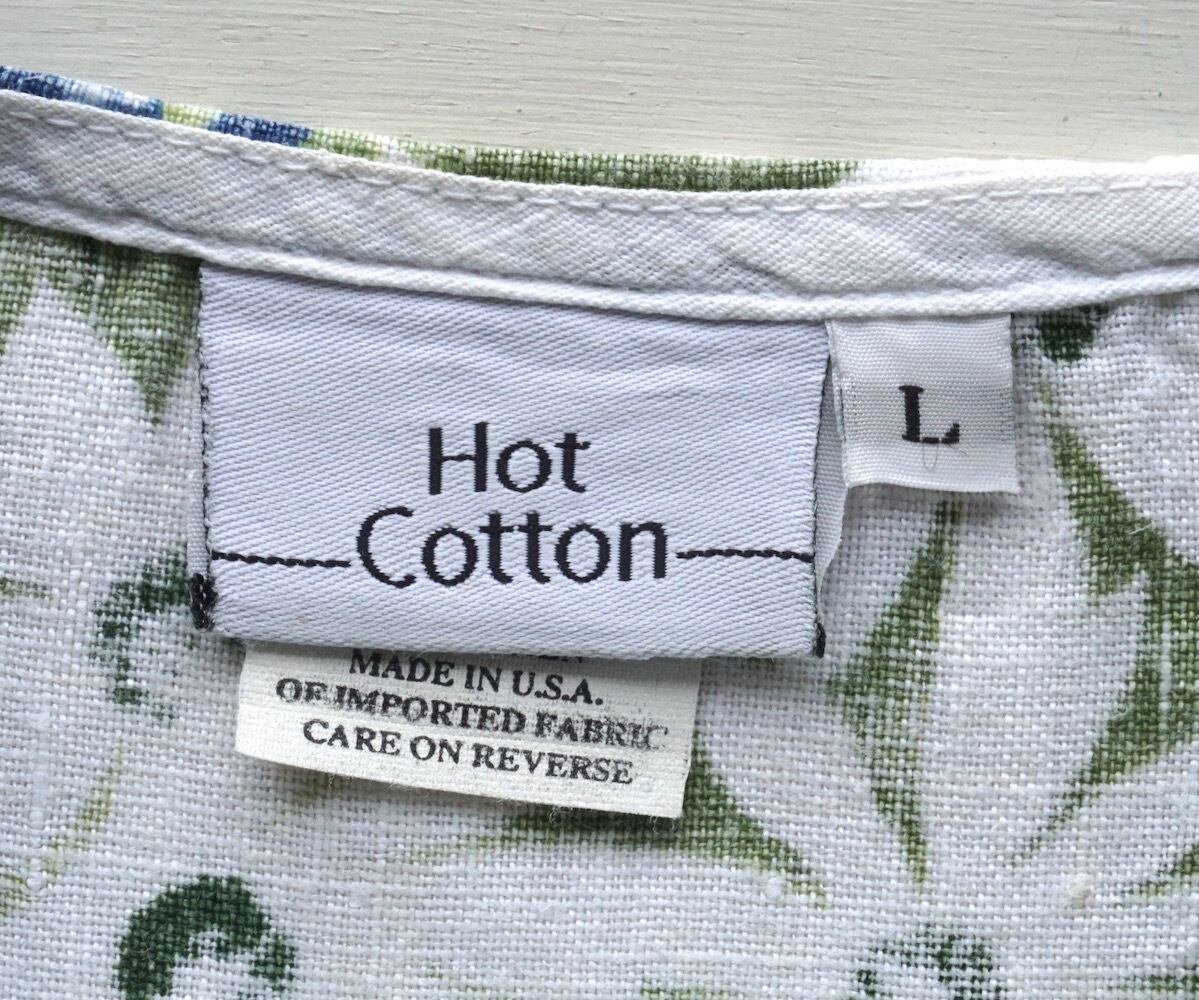 Hot
Cotton
L
MADE IN U.S.A.
OF IMPORTED FABRIC
CARE ON REVERSE